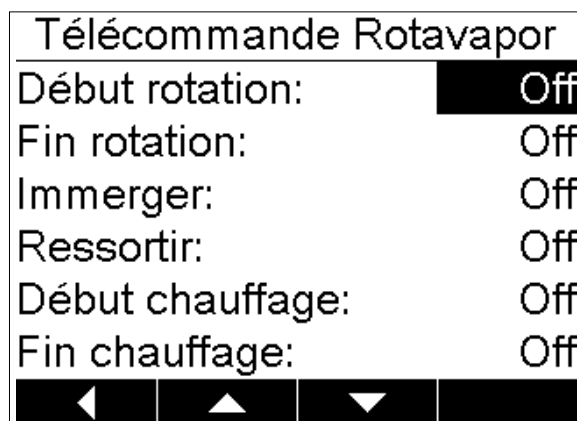 Télécommande Rotavapor
Début rotation: Off
Fin rotation: Off
Immerger: Off
Ressortir: Off
Début chauffage: Off
Fin chauffage: Off